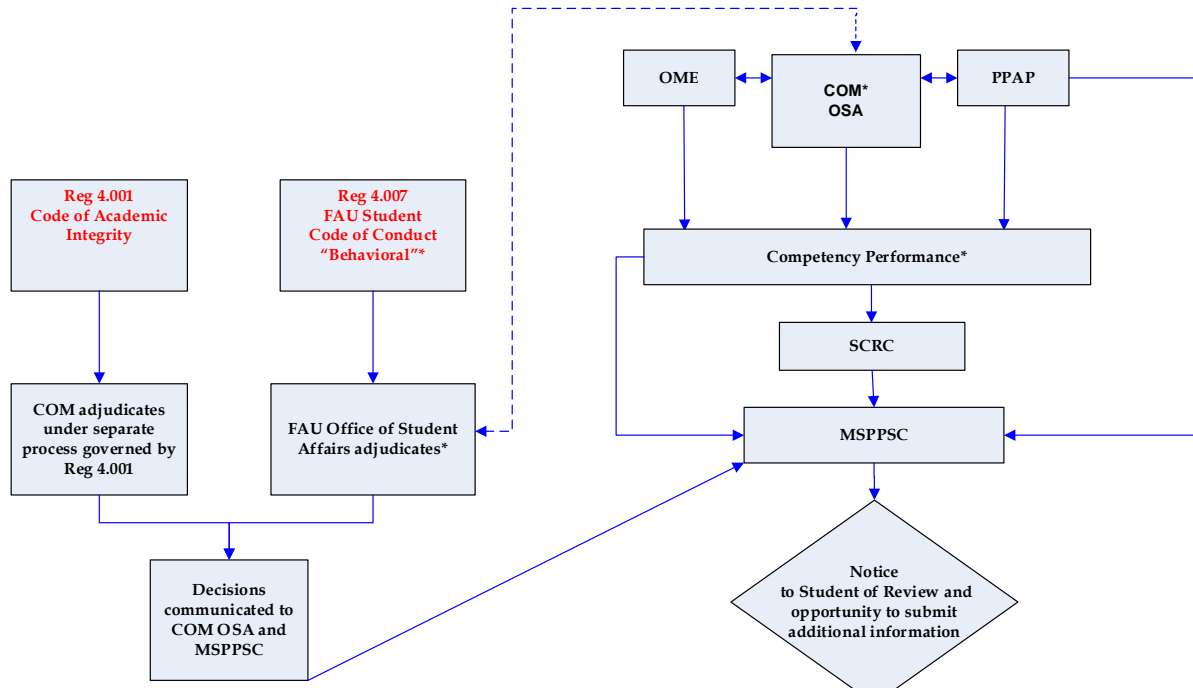 OME
COM*
OSA
PPAP
Reg 4.001
Code of Academic
Integrity
Reg 4.007
FAU Student
Code of Conduct
“Behavioral”*
Competency Performance*
SCRC
COM adjudicates
under separate
process governed by
Reg 4.001
FAU Office of Student
Affairs adjudicates*
MSPPSC
Decisions
communicated to
COM OSA and
MSPPSC
Notice
to Student of Review and
opportunity to submit
additional information